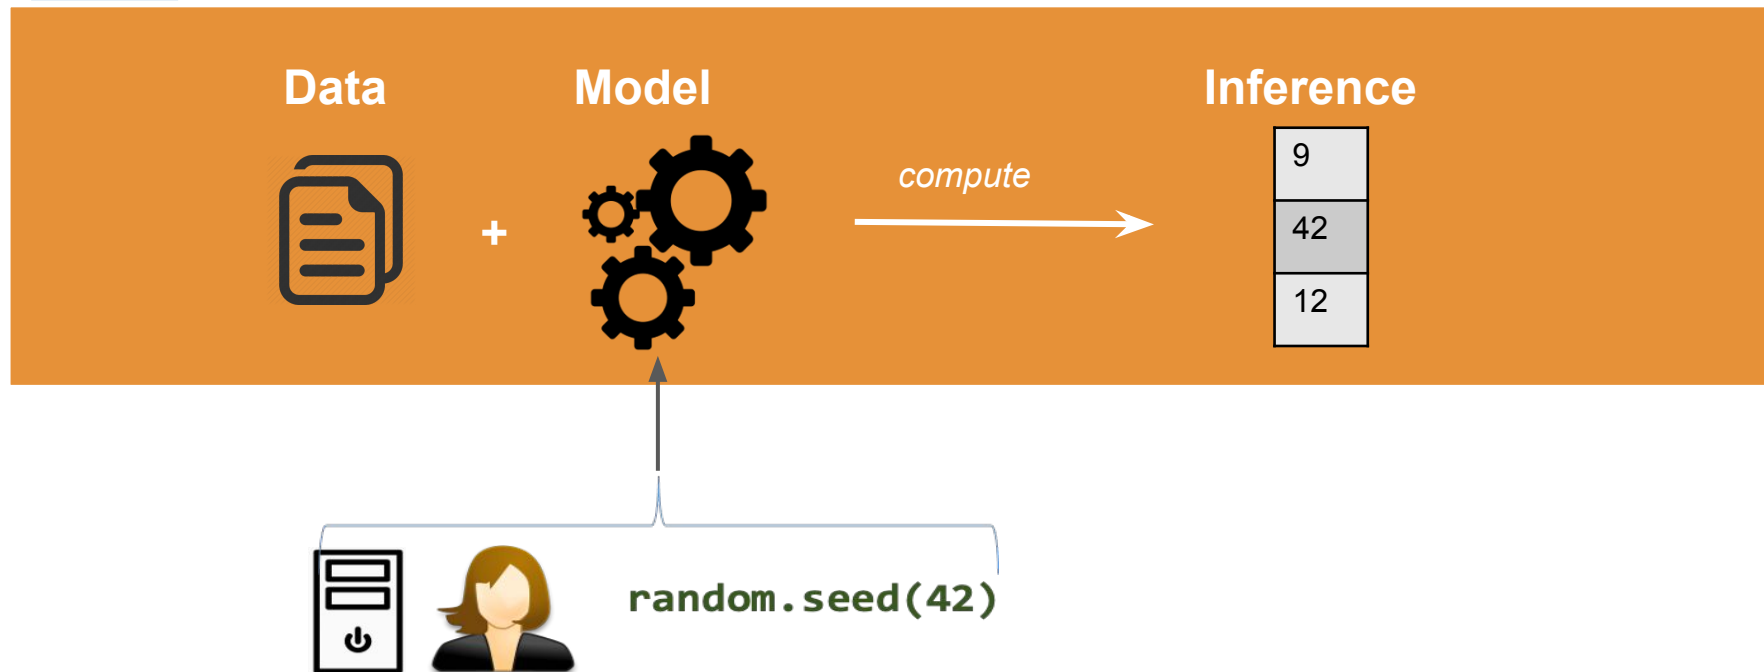 Data
Model
Inference
+
compute
9
42
12
random.seed(42)